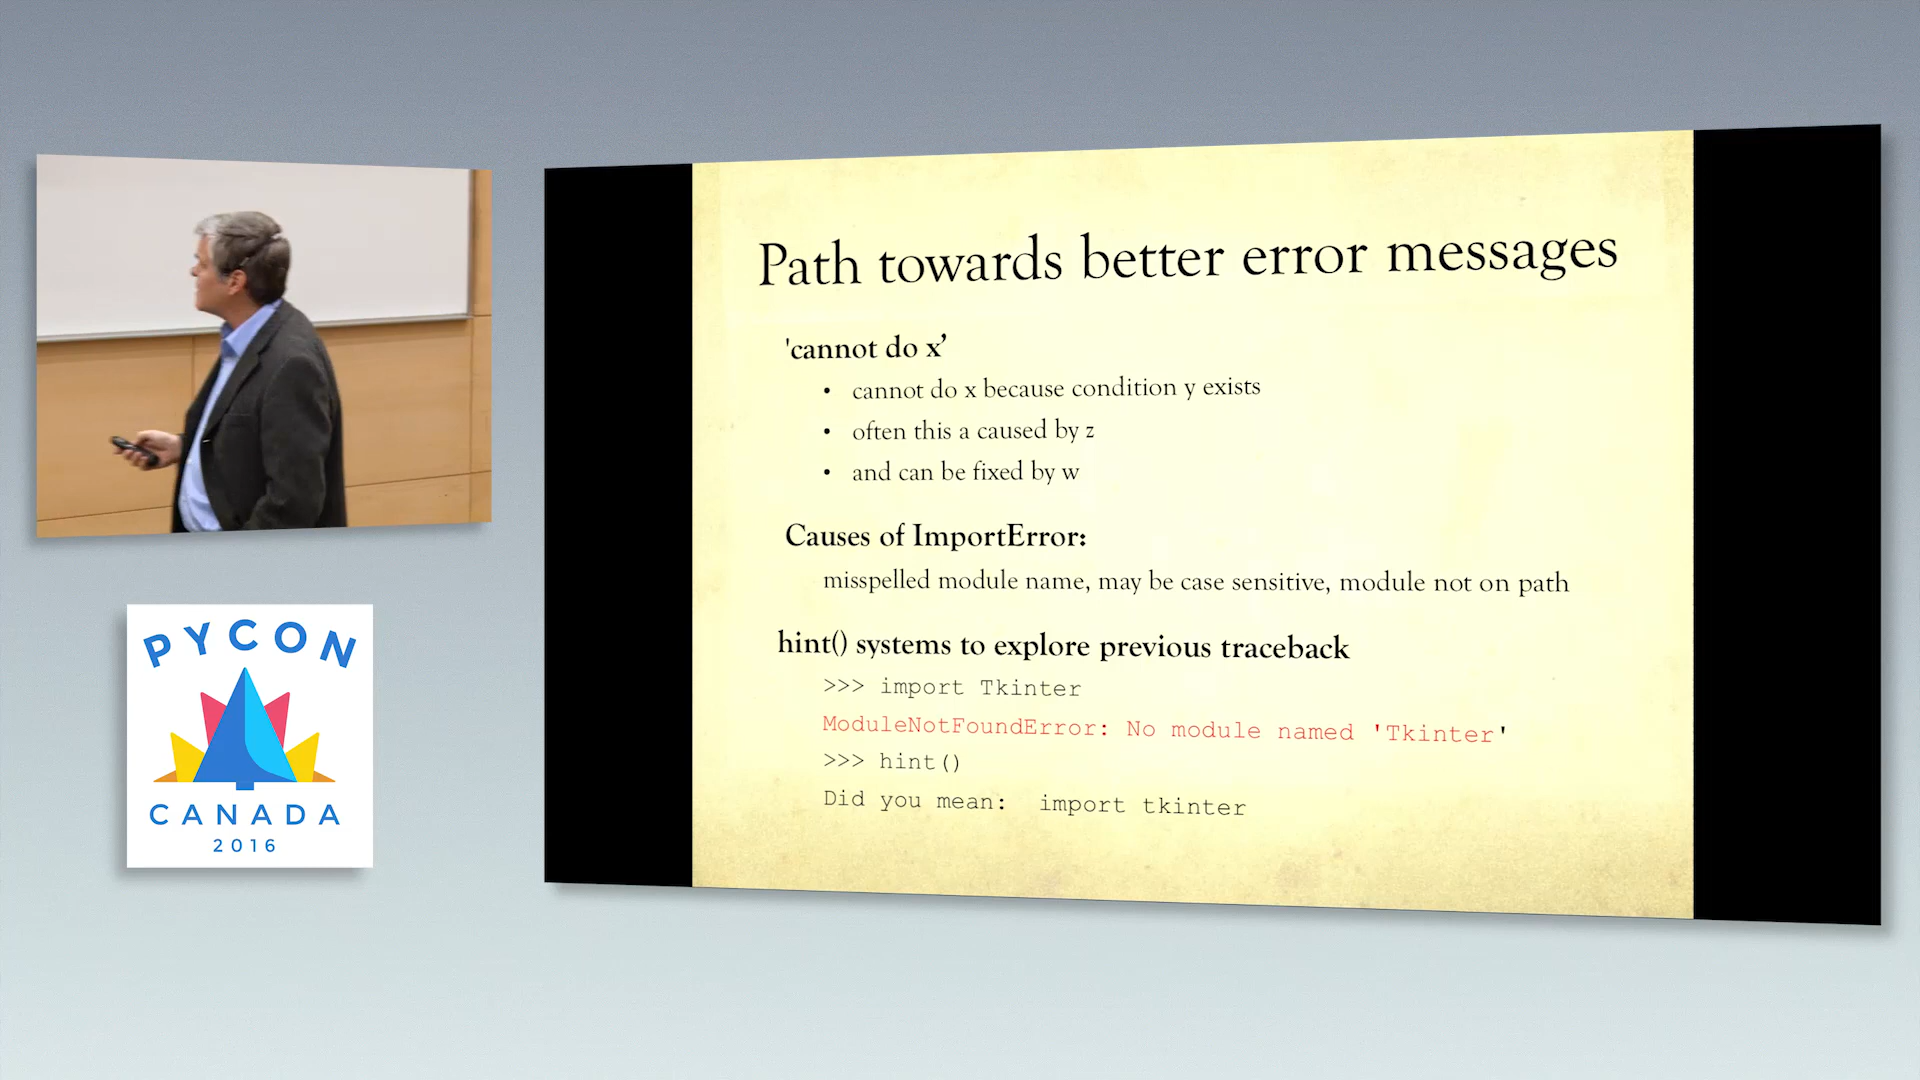 Path towards better error messages
'cannot do x’
• cannot do x because condition y exists
• often this a caused by z
• and can be fixed by w
Causes of ImportError:
misspelled module name, may be case sensitive, module not on path
hint() systems to explore previous traceback
>>> import Tkinter
ModuleNotFoundError: No module named 'Tkinter'
>>> hint()
Did you mean:  import tkinter
PYCON
CANADA
2016